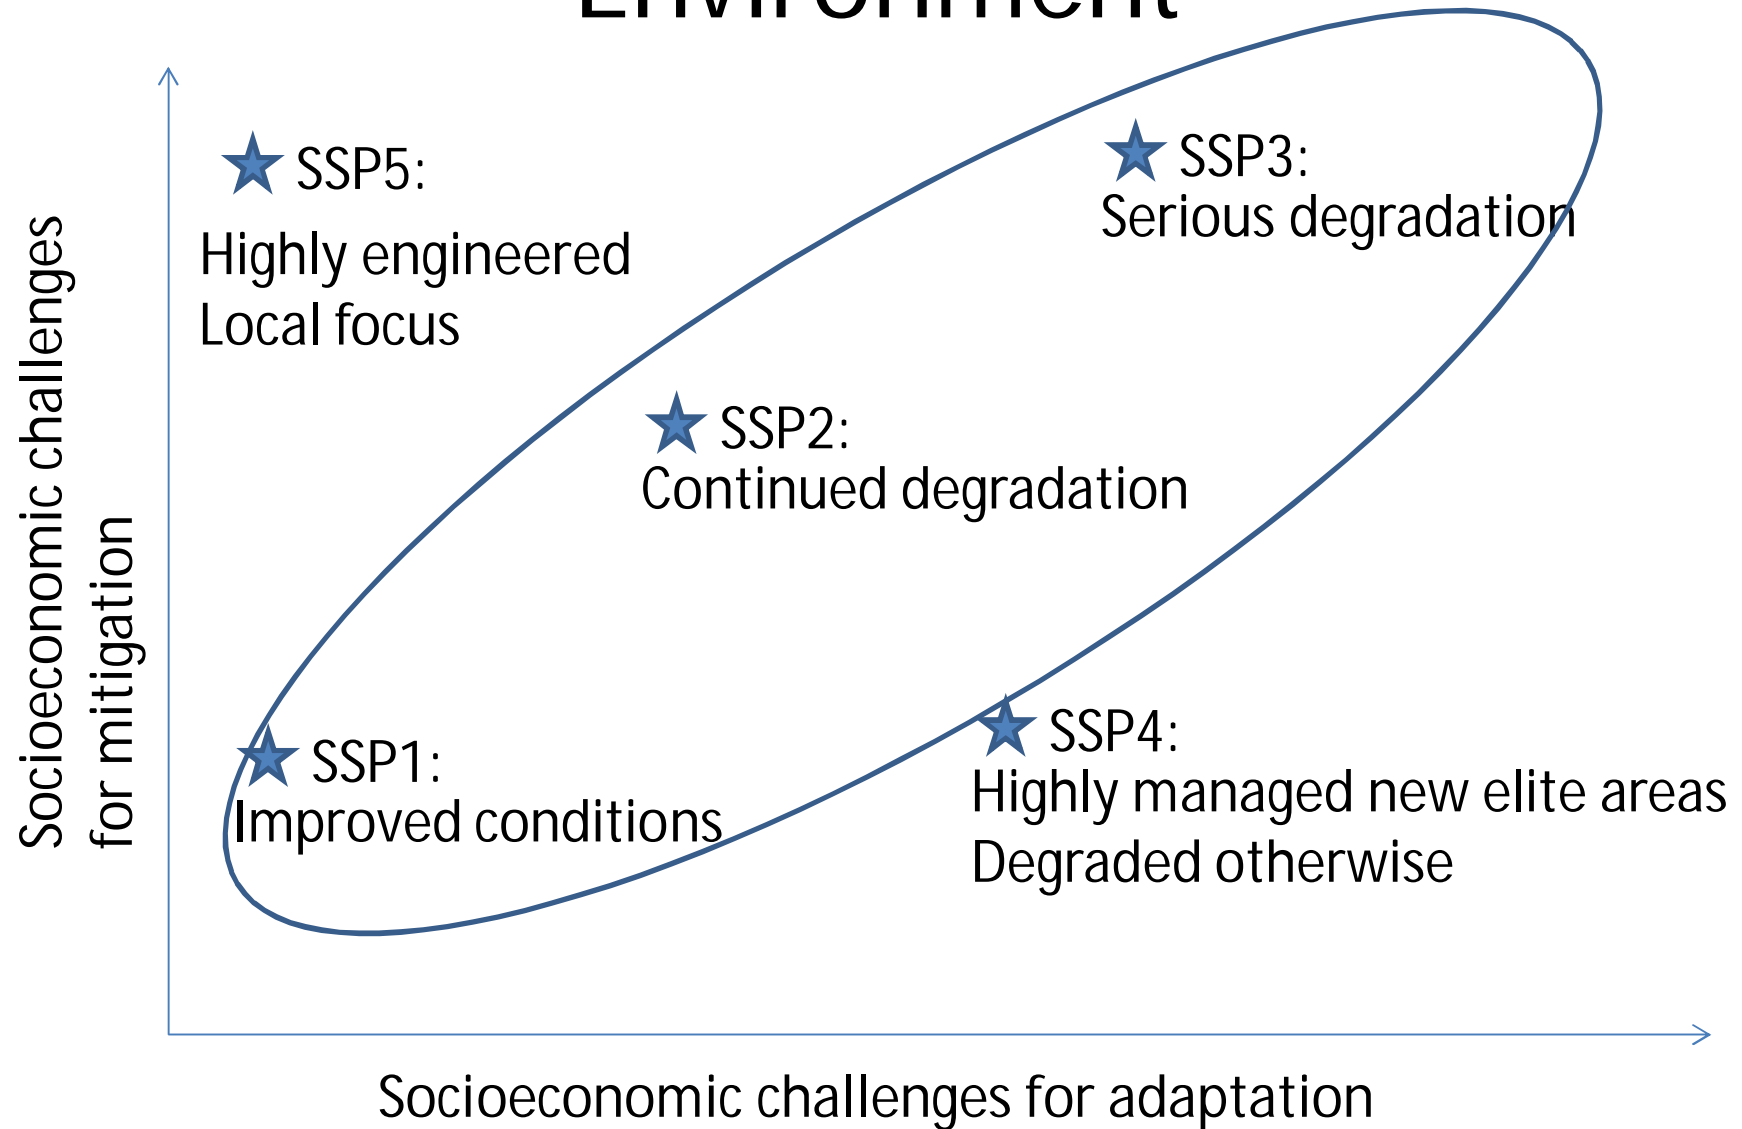 Environment
SSP5:
Highly engineered
Local focus
SSP3:
Serious degradation
SSP2:
Continued degradation
SSP1:
Improved conditions
SSP4:
Highly managed new elite areas
Degraded otherwise
Socioeconomic challenges
for mitigation
Socioeconomic challenges for adaptation